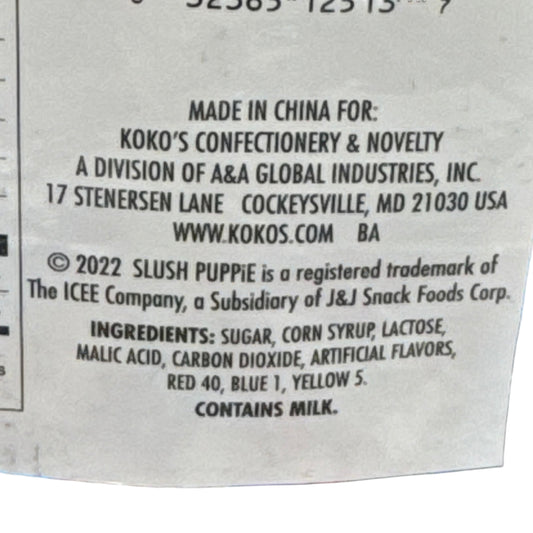 MADE IN CHINA FOR:
KOKO'S CONFECTIONERY & NOVELTY
A DIVISION OF A&A GLOBAL INDUSTRIES, INC.
17 STENERSEN LANE COCKEYSVILLE, MD 21030 USA
WWW.KOKOS.COM BA
© 2022 SLUSH PUPPiE is a registered trademark of
The ICEE Company, a Subsidiary of J&J Snack Foods Corp.
INGREDIENTS: SUGAR, CORN SYRUP, LACTOSE,
MALIC ACID, CARBON DIOXIDE, ARTIFICIAL FLAVORS,
RED 40, BLUE 1, YELLOW 5.
CONTAINS MILK.